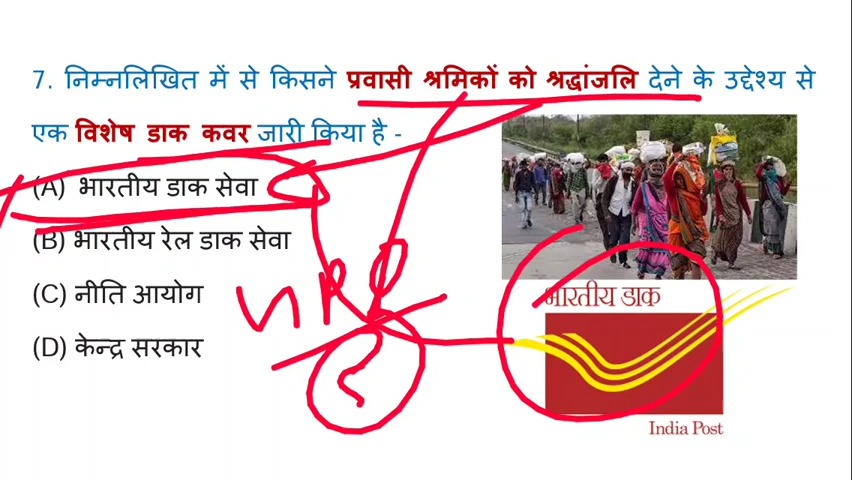 7. निम्नलिखित में से किसने प्रवासी श्रमिकों को श्रद्धांजलि देने के उद्देश्य से
एक विशेष डाक कवर जारी किया है -
(A) भारतीय डाक सेवा
(B) भारतीय रेल डाक सेवा
(C) नीति आयोग
(D) केन्द्र सरकार
भारतीय डाक
India Post